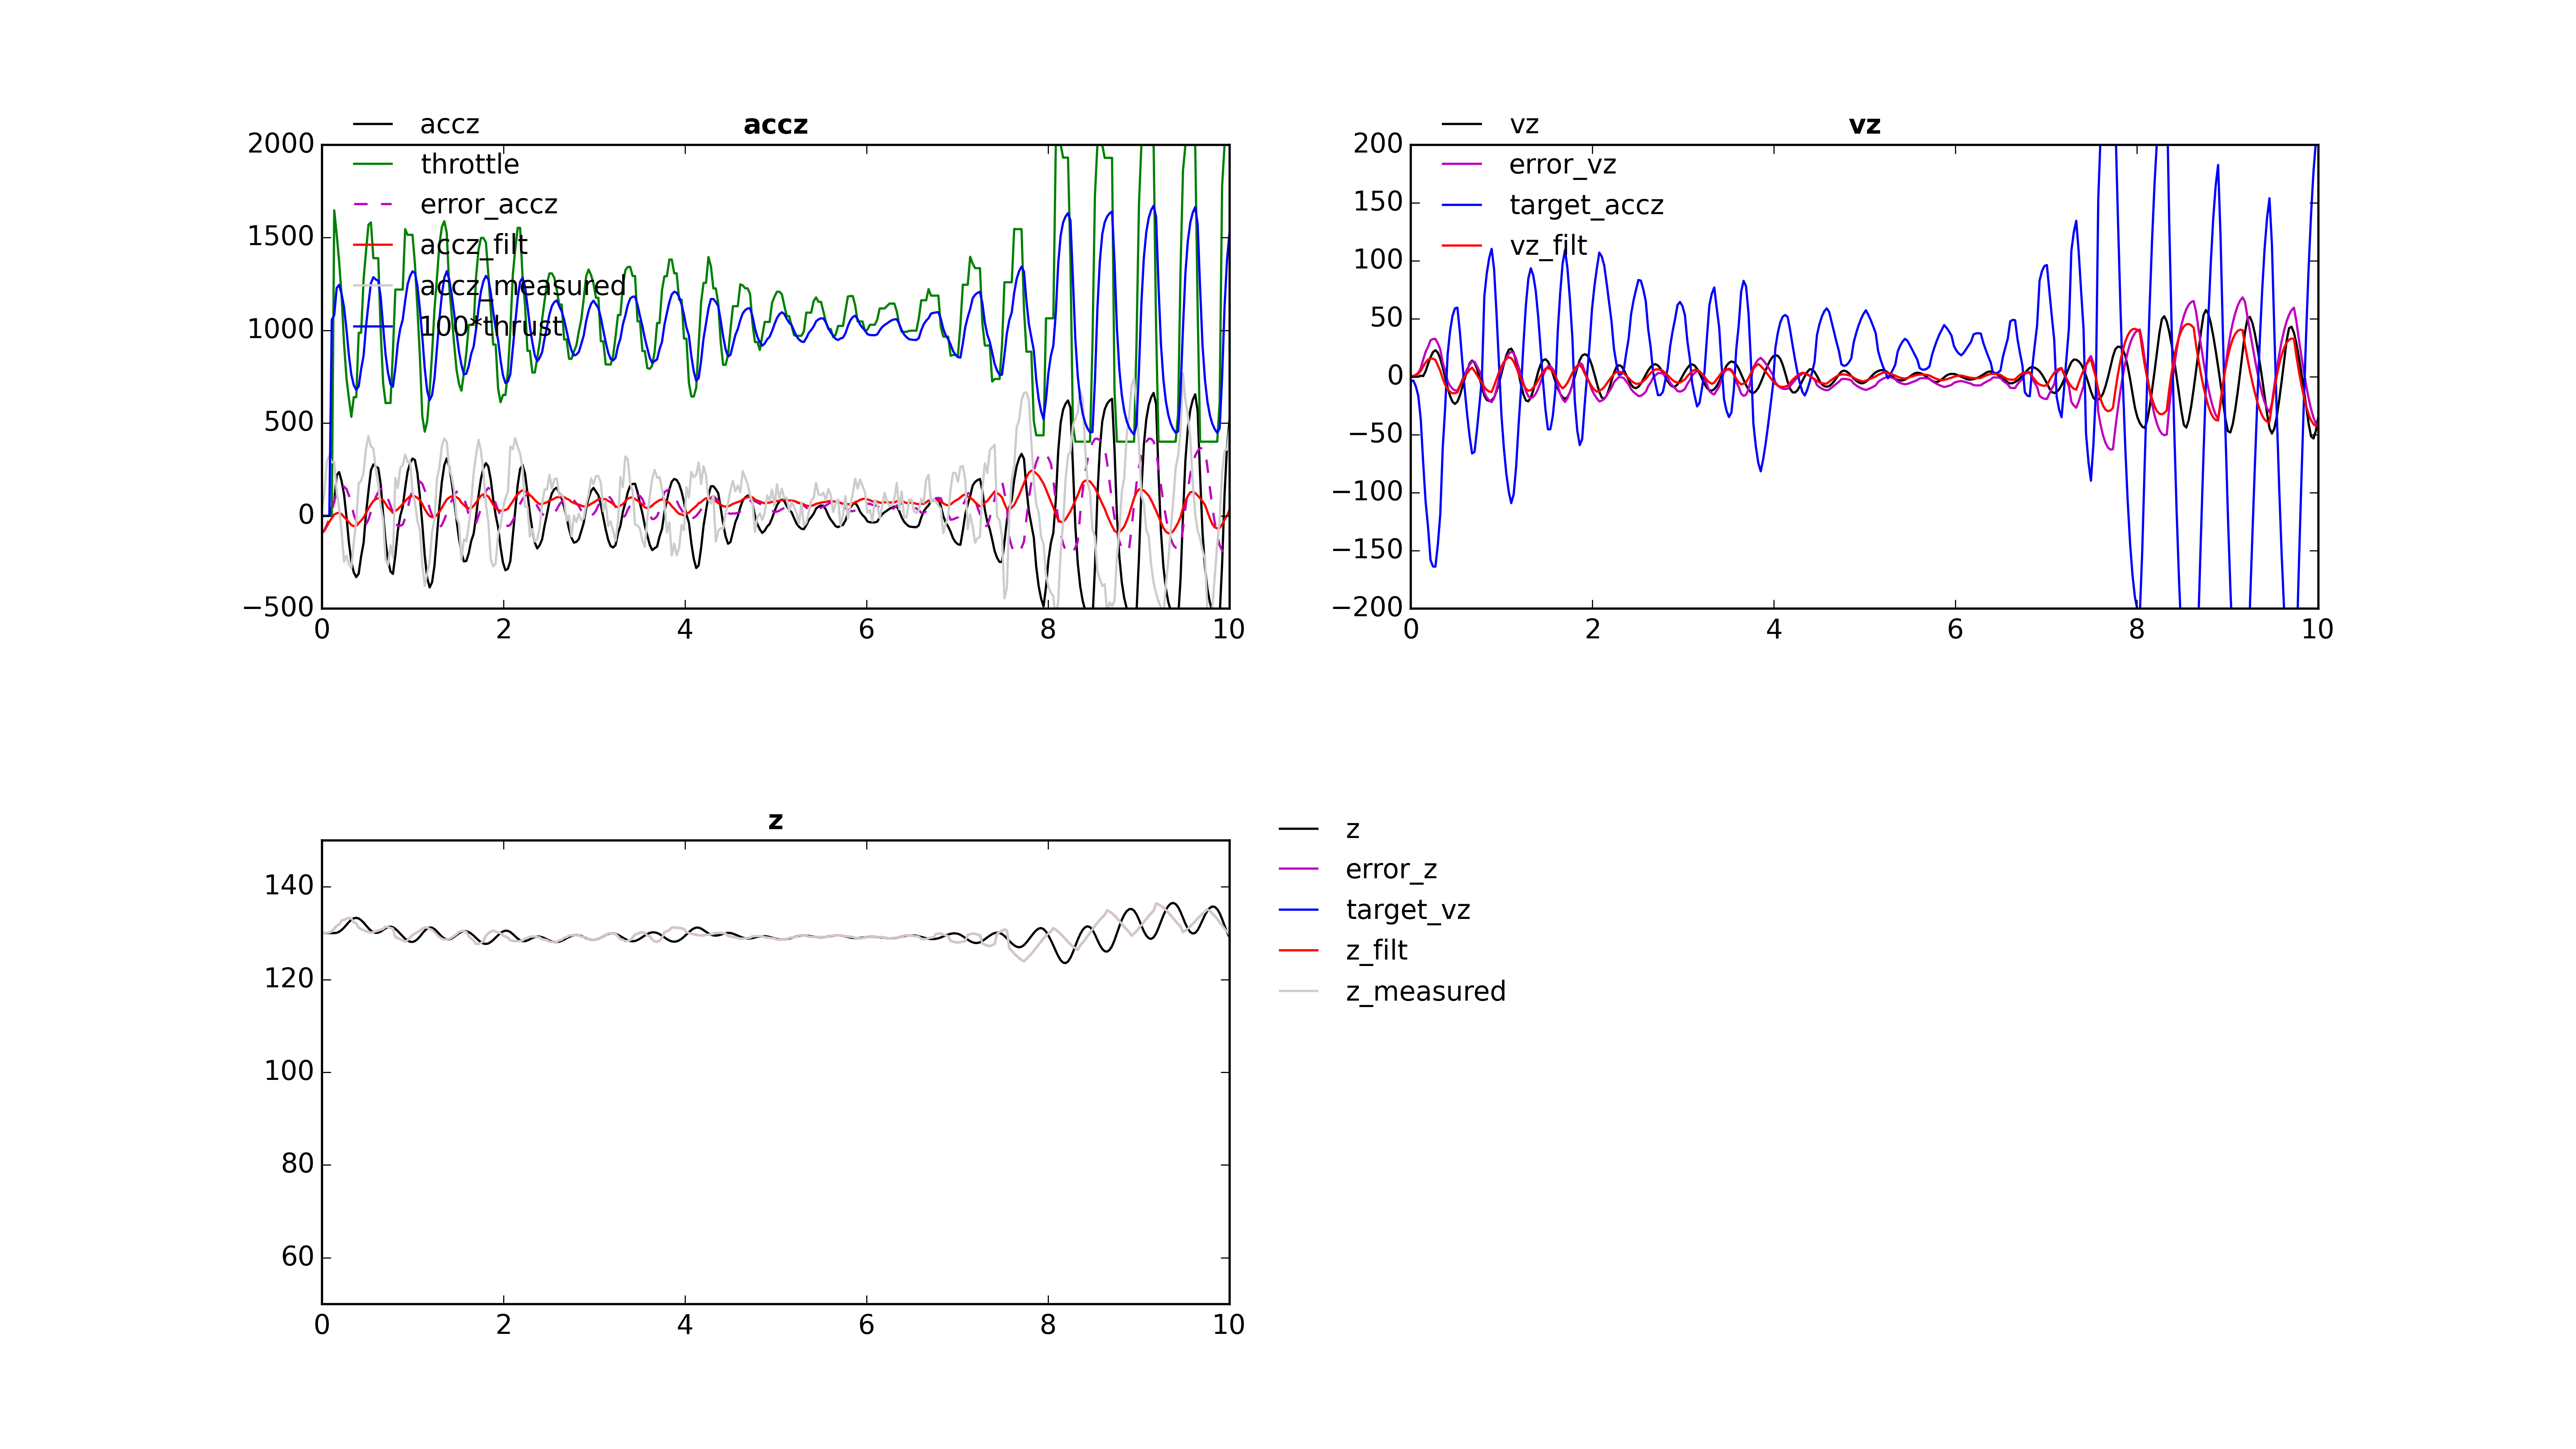 accz
vz
accz
throttle
error_accz
accz_filt
accz_measured
100*thrust
2000
1500
1000
500
0
−500
0 2 4 6 8 10
vz
error_vz
target_accz
vz_filt
200
150
100
50
0
−50
−100
−150
−200
0 2 4 6 8 10
z
140
120
100
80
60
0 2 4 6 8 10
z
error_z
target_vz
z_filt
z_measured